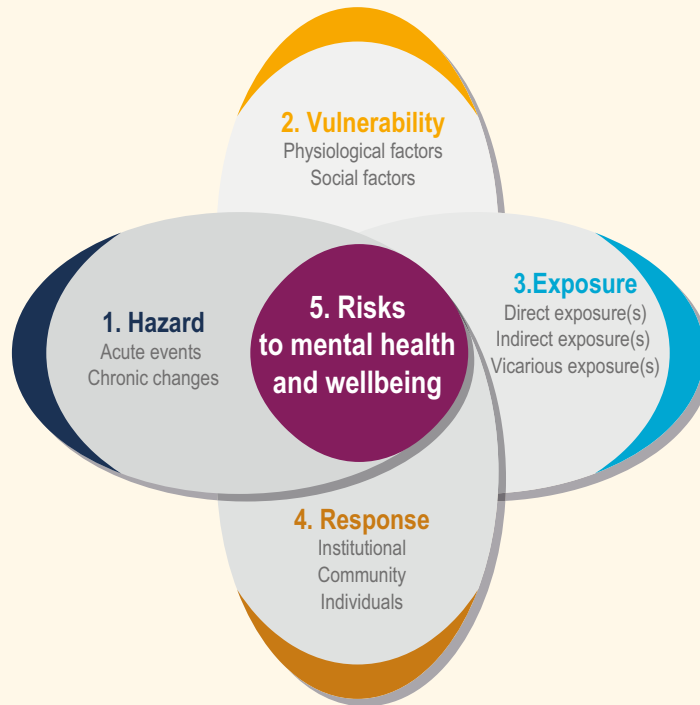 2. Vulnerability
Physiological factors
Social factors
1. Hazard
Acute events
Chronic changes
5. Risks
to mental health
and wellbeing
3.Exposure
Direct exposure(s)
Indirect exposure(s)
Vicarious exposure(s)
4. Response
Institutional
Community
Individuals